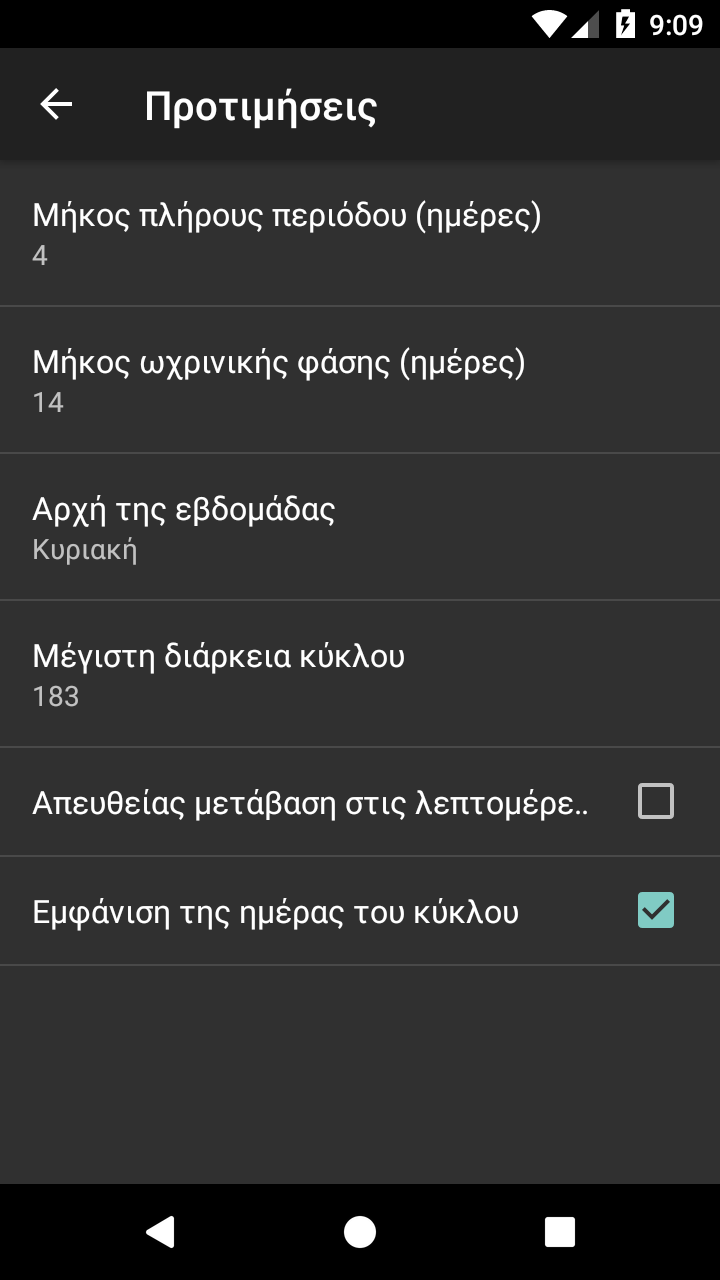 9:09
Προτιμήσεις
Μήκος πλήρους περιόδου (ημέρες)
4
Μήκος ωχρινικής φάσης (ημέρες)
14
Αρχή της εβδομάδας
Κυριακή
Μέγιστη διάρκεια κύκλου
183
Απευθείας μετάβαση στις λεπτομέρε..
Εμφάνιση της ημέρας του κύκλου